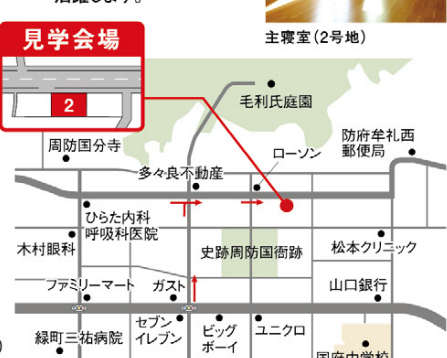 活躍します。
見学会場
2
主寝室(2号地)
毛利氏庭園
周防国分寺
防府牟礼西
郵便局
ローソン
多々良不動産
ひらた内科
呼吸科医院
木村眼科
史跡周防国衙跡
松本クリニック
ファミリーマート
ガスト
山口銀行
セブン
イレブン
ビッグ
ボーイ
ユニクロ
緑町三祐病院
国府中学校